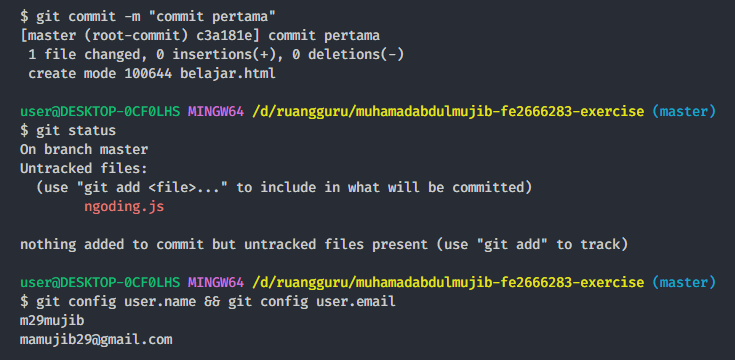 $ git commit -m "commit pertama"
[master (root-commit) c3a181e] commit pertama
 1 file changed, 0 insertions(+), 0 deletions(-)
 create mode 100644 belajar.html

user@DESKTOP-0CF0LHS MINGW64 /d/ruangguru/muhamadabdulmujib-fe2666283-exercise (master)
$ git status
On branch master
Untracked files:
  (use "git add <file>..." to include in what will be committed)
        ngoding.js

nothing added to commit but untracked files present (use "git add" to track)

user@DESKTOP-0CF0LHS MINGW64 /d/ruangguru/muhamadabdulmujib-fe2666283-exercise (master)
$ git config user.name && git config user.email
m29mujib
mamujib29@gmail.com